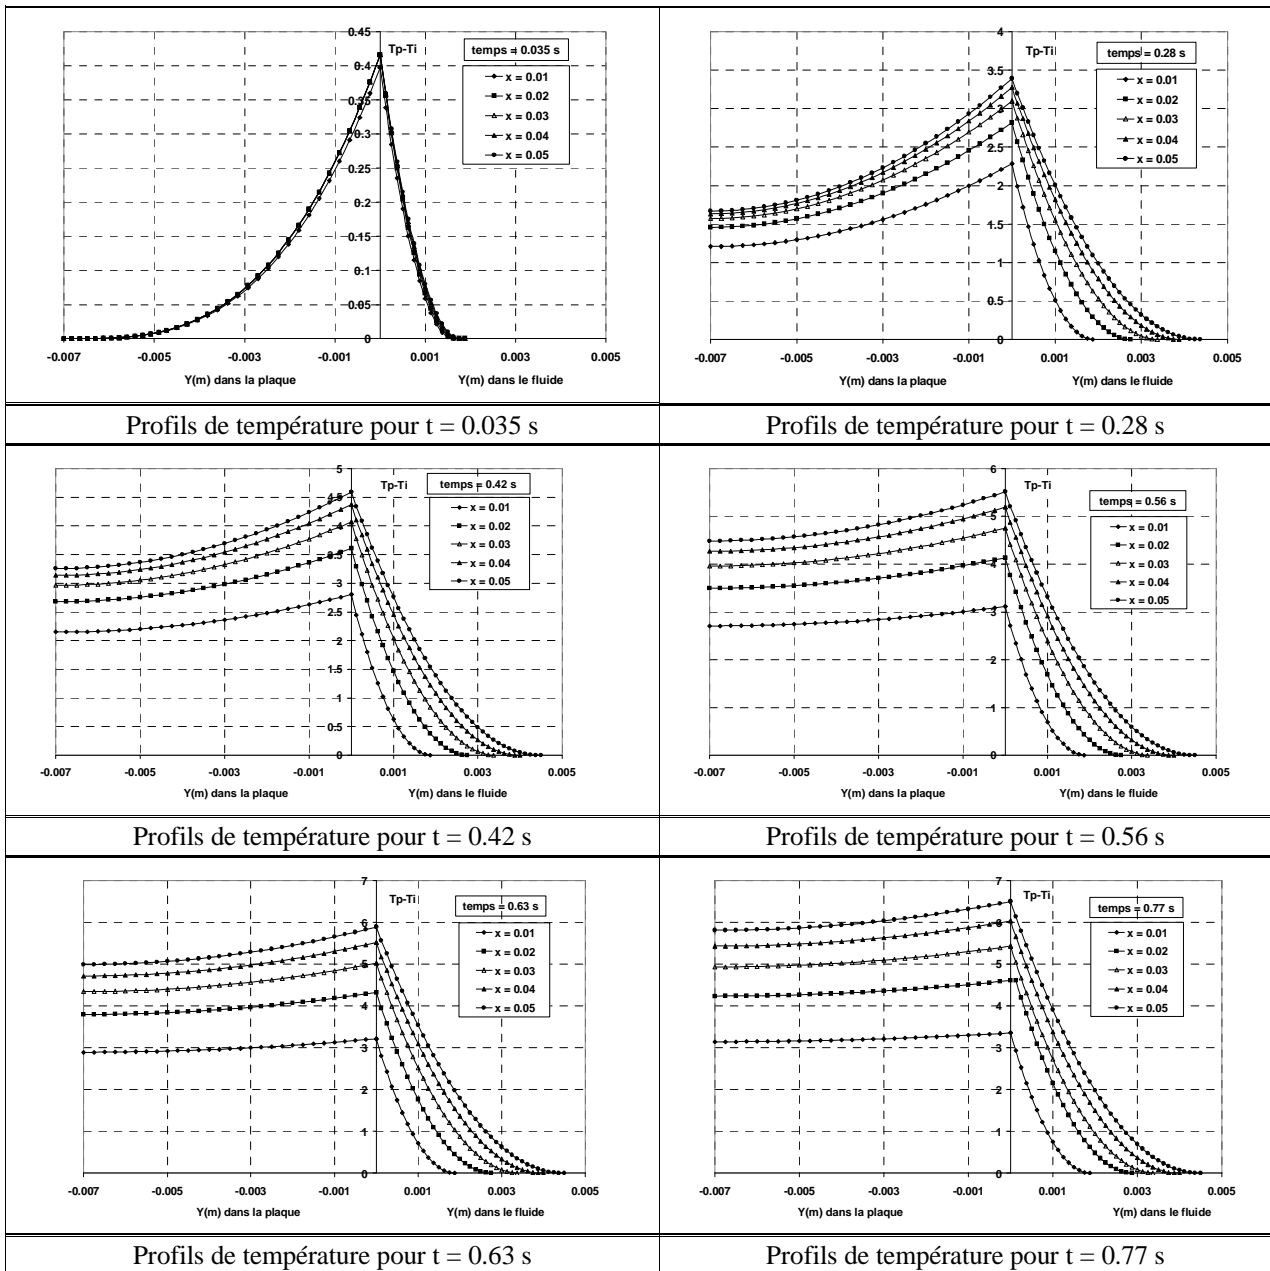 0.45
Tp-Ti
temps = 0.035 s
0.4
x = 0.01
x = 0.02
x = 0.03
x = 0.04
x = 0.05
0.35
0.3
0.25
0.2
0.15
0.1
0.05
0
-0.007 -0.005 -0.003 -0.001 0.001 0.003 0.005
Y(m) dans la plaque Y(m) dans le fluide
Profils de température pour t = 0.035 s
4
Tp-Ti
temps = 0.28 s
3.5
x = 0.01
x = 0.02
x = 0.03
x = 0.04
x = 0.05
3
2.5
2
1.5
1
0.5
0
-0.007 -0.005 -0.003 -0.001 0.001 0.003 0.005
Y(m) dans la plaque Y(m) dans le fluide
Profils de température pour t = 0.28 s
5
Tp-Ti
temps = 0.42 s
4.5
x = 0.01
x = 0.02
x = 0.03
x = 0.04
x = 0.05
4
3.5
3
2.5
2
1.5
1
0.5
0
-0.007 -0.005 -0.003 -0.001 0.001 0.003 0.005
Y(m) dans la plaque Y(m) dans le fluide
Profils de température pour t = 0.42 s
6
Tp-Ti
temps = 0.56 s
x = 0.01
x = 0.02
x = 0.03
x = 0.04
x = 0.05
5
4
3
2
1
0
-0.007 -0.005 -0.003 -0.001 0.001 0.003 0.005
Y(m) dans la plaque Y(m) dans le fluide
Profils de température pour t = 0.56 s
7
Tp-Ti
temps = 0.63 s
6
x = 0.01
x = 0.02
x = 0.03
x = 0.04
x = 0.05
5
4
3
2
1
0
-0.007 -0.005 -0.003 -0.001 0.001 0.003 0.005
Y(m) dans la plaque Y(m) dans le fluide
Profils de température pour t = 0.63 s
7
Tp-Ti
temps = 0.77 s
6
x = 0.01
x = 0.02
x = 0.03
x = 0.04
x = 0.05
5
4
3
2
1
0
-0.007 -0.005 -0.003 -0.001 0.001 0.003 0.005
Y(m) dans la plaque Y(m) dans le fluide
Profils de température pour t = 0.77 s